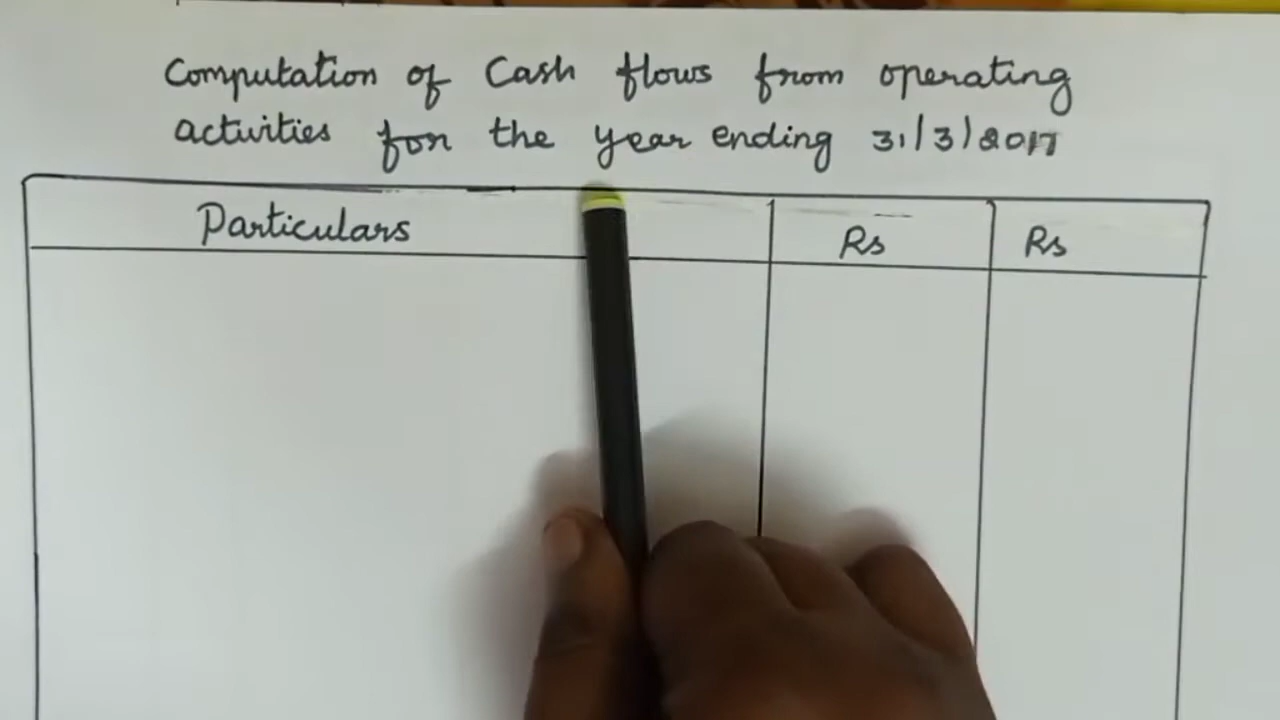 Computation of Cash flows from operating
activities for the year ending 31/3/2017
Particulars Rs Rs